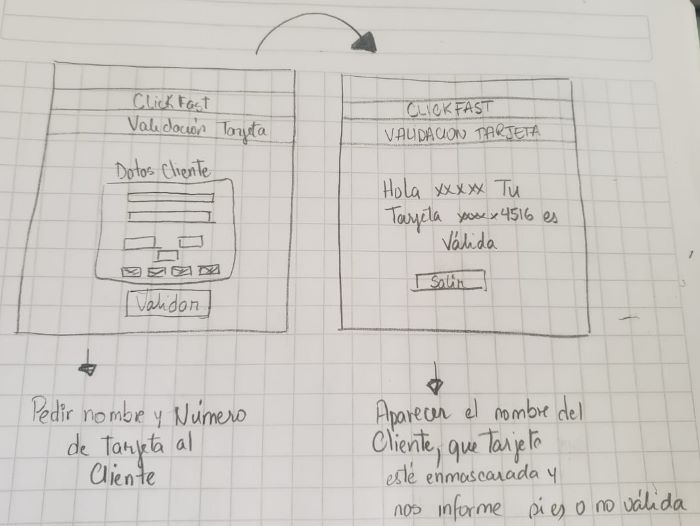 ClickFast
Validación Tarjeta
Datos Cliente
Validar
CLICKFAST
VALIDACION TARJETA
Hola xxxxx Tu
Tarjeta xxxxx4516 es
Válida
Salir
Pedir nombre y Número
de Tarjeta al
Cliente
Aparecer el nombre del
Cliente, que Tarjeta
esté enmascarada y
nos informe si es o no válida